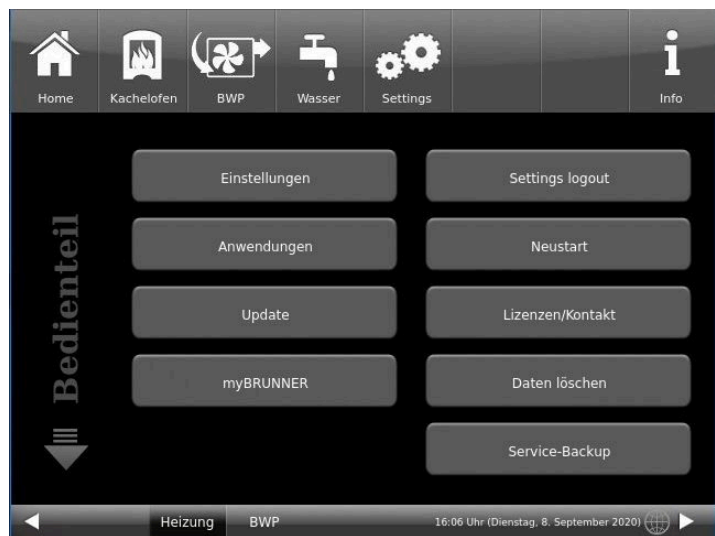 Home Kachelofen BWP Wasser Settings Info
Bedienteil
Einstellungen Settings logout
Anwendungen Neustart
Update Lizenzen/Kontakt
myBRUNNER Daten löschen
Service-Backup
Heizung BWP 16:06 Uhr (Dienstag, 8. September 2020)